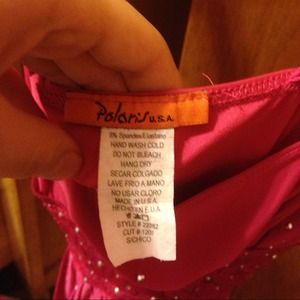 Polaris U.S.A.
5% Spandex/Elastano
HAND WASH COLD
DO NOT BLEACH
HANG DRY
SECAR COLGADO
LAVE FRIO A MANO
NO USAR CLORO
MADE IN U.S.A.
HECHO EN E.U.A.
STYLE #
CUT #
S/CHICO